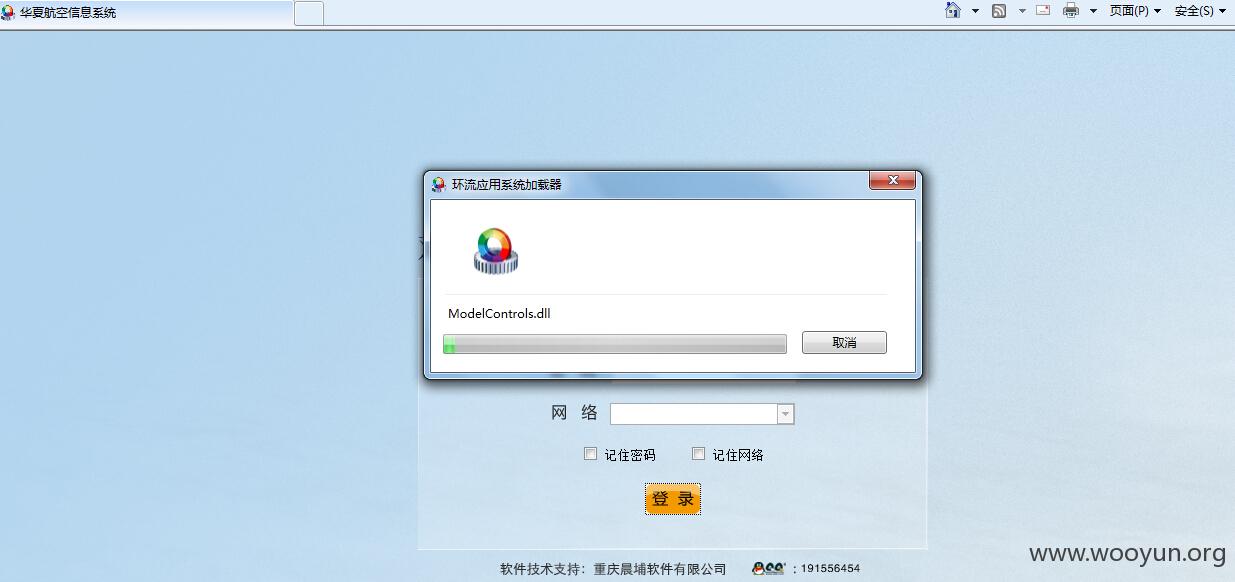 华夏航空信息系统
页面(P)
安全(S)
环流应用系统加载器
ModelControls.dll
取消
网 络
记住密码
记住网络
登 录
软件技术支持：重庆晨埔软件有限公司
QQ：191556454
www.wooyun.org